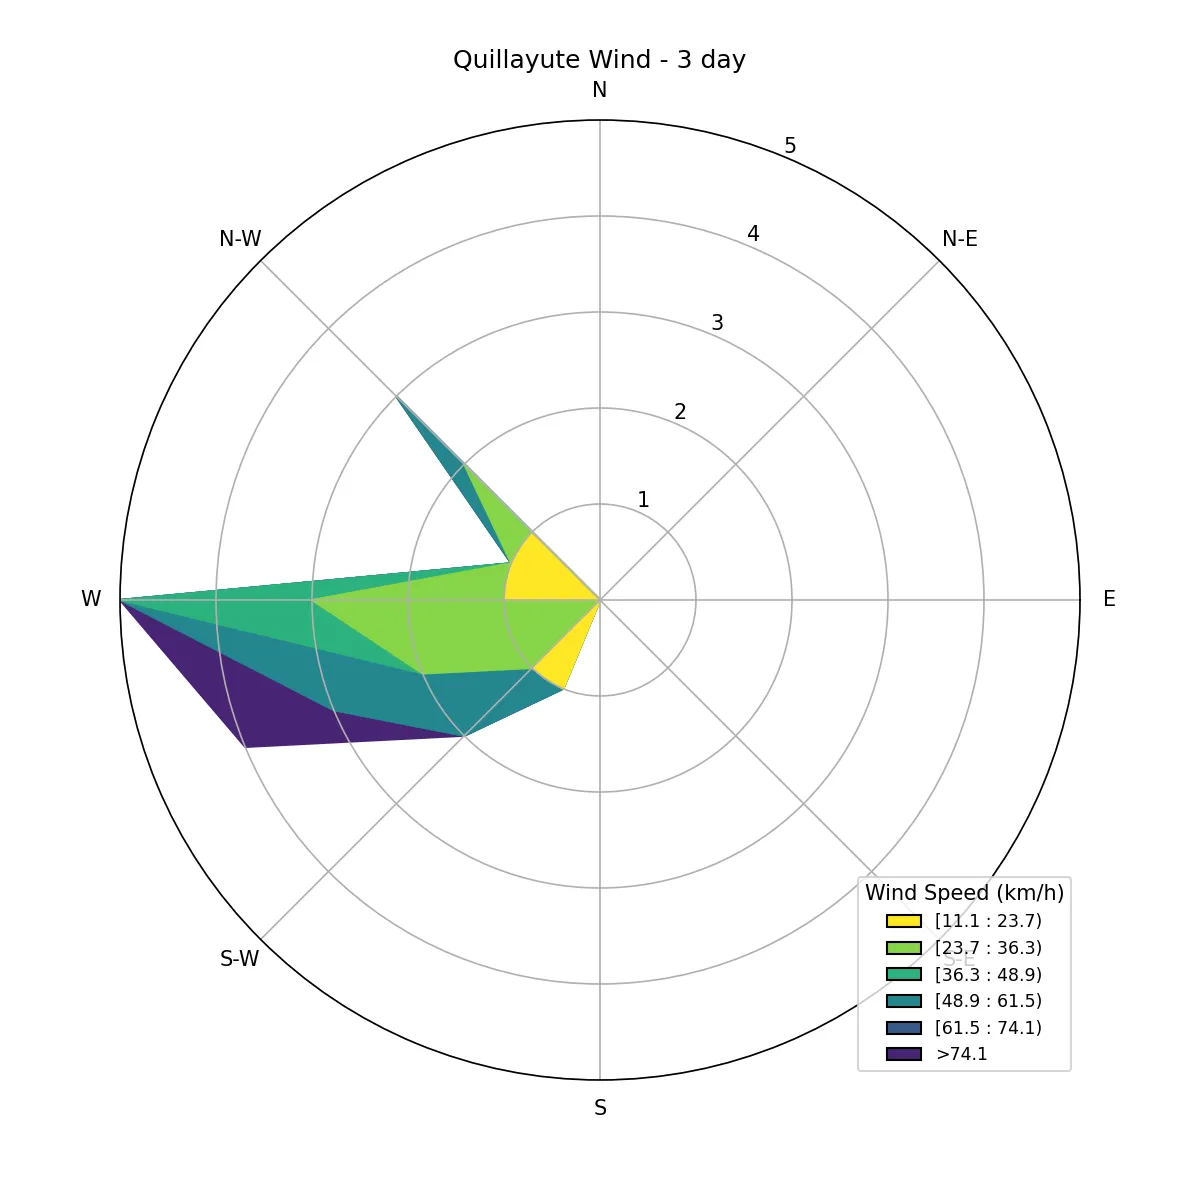 Quillayute Wind - 3 day
N
5
N-W
4
N-E
3
2
1
W
E
Wind Speed (km/h)
[11.1 : 23.7)
[23.7 : 36.3)
S-W
S-E
[36.3 : 48.9)
[48.9 : 61.5)
[61.5 : 74.1)
>74.1
S